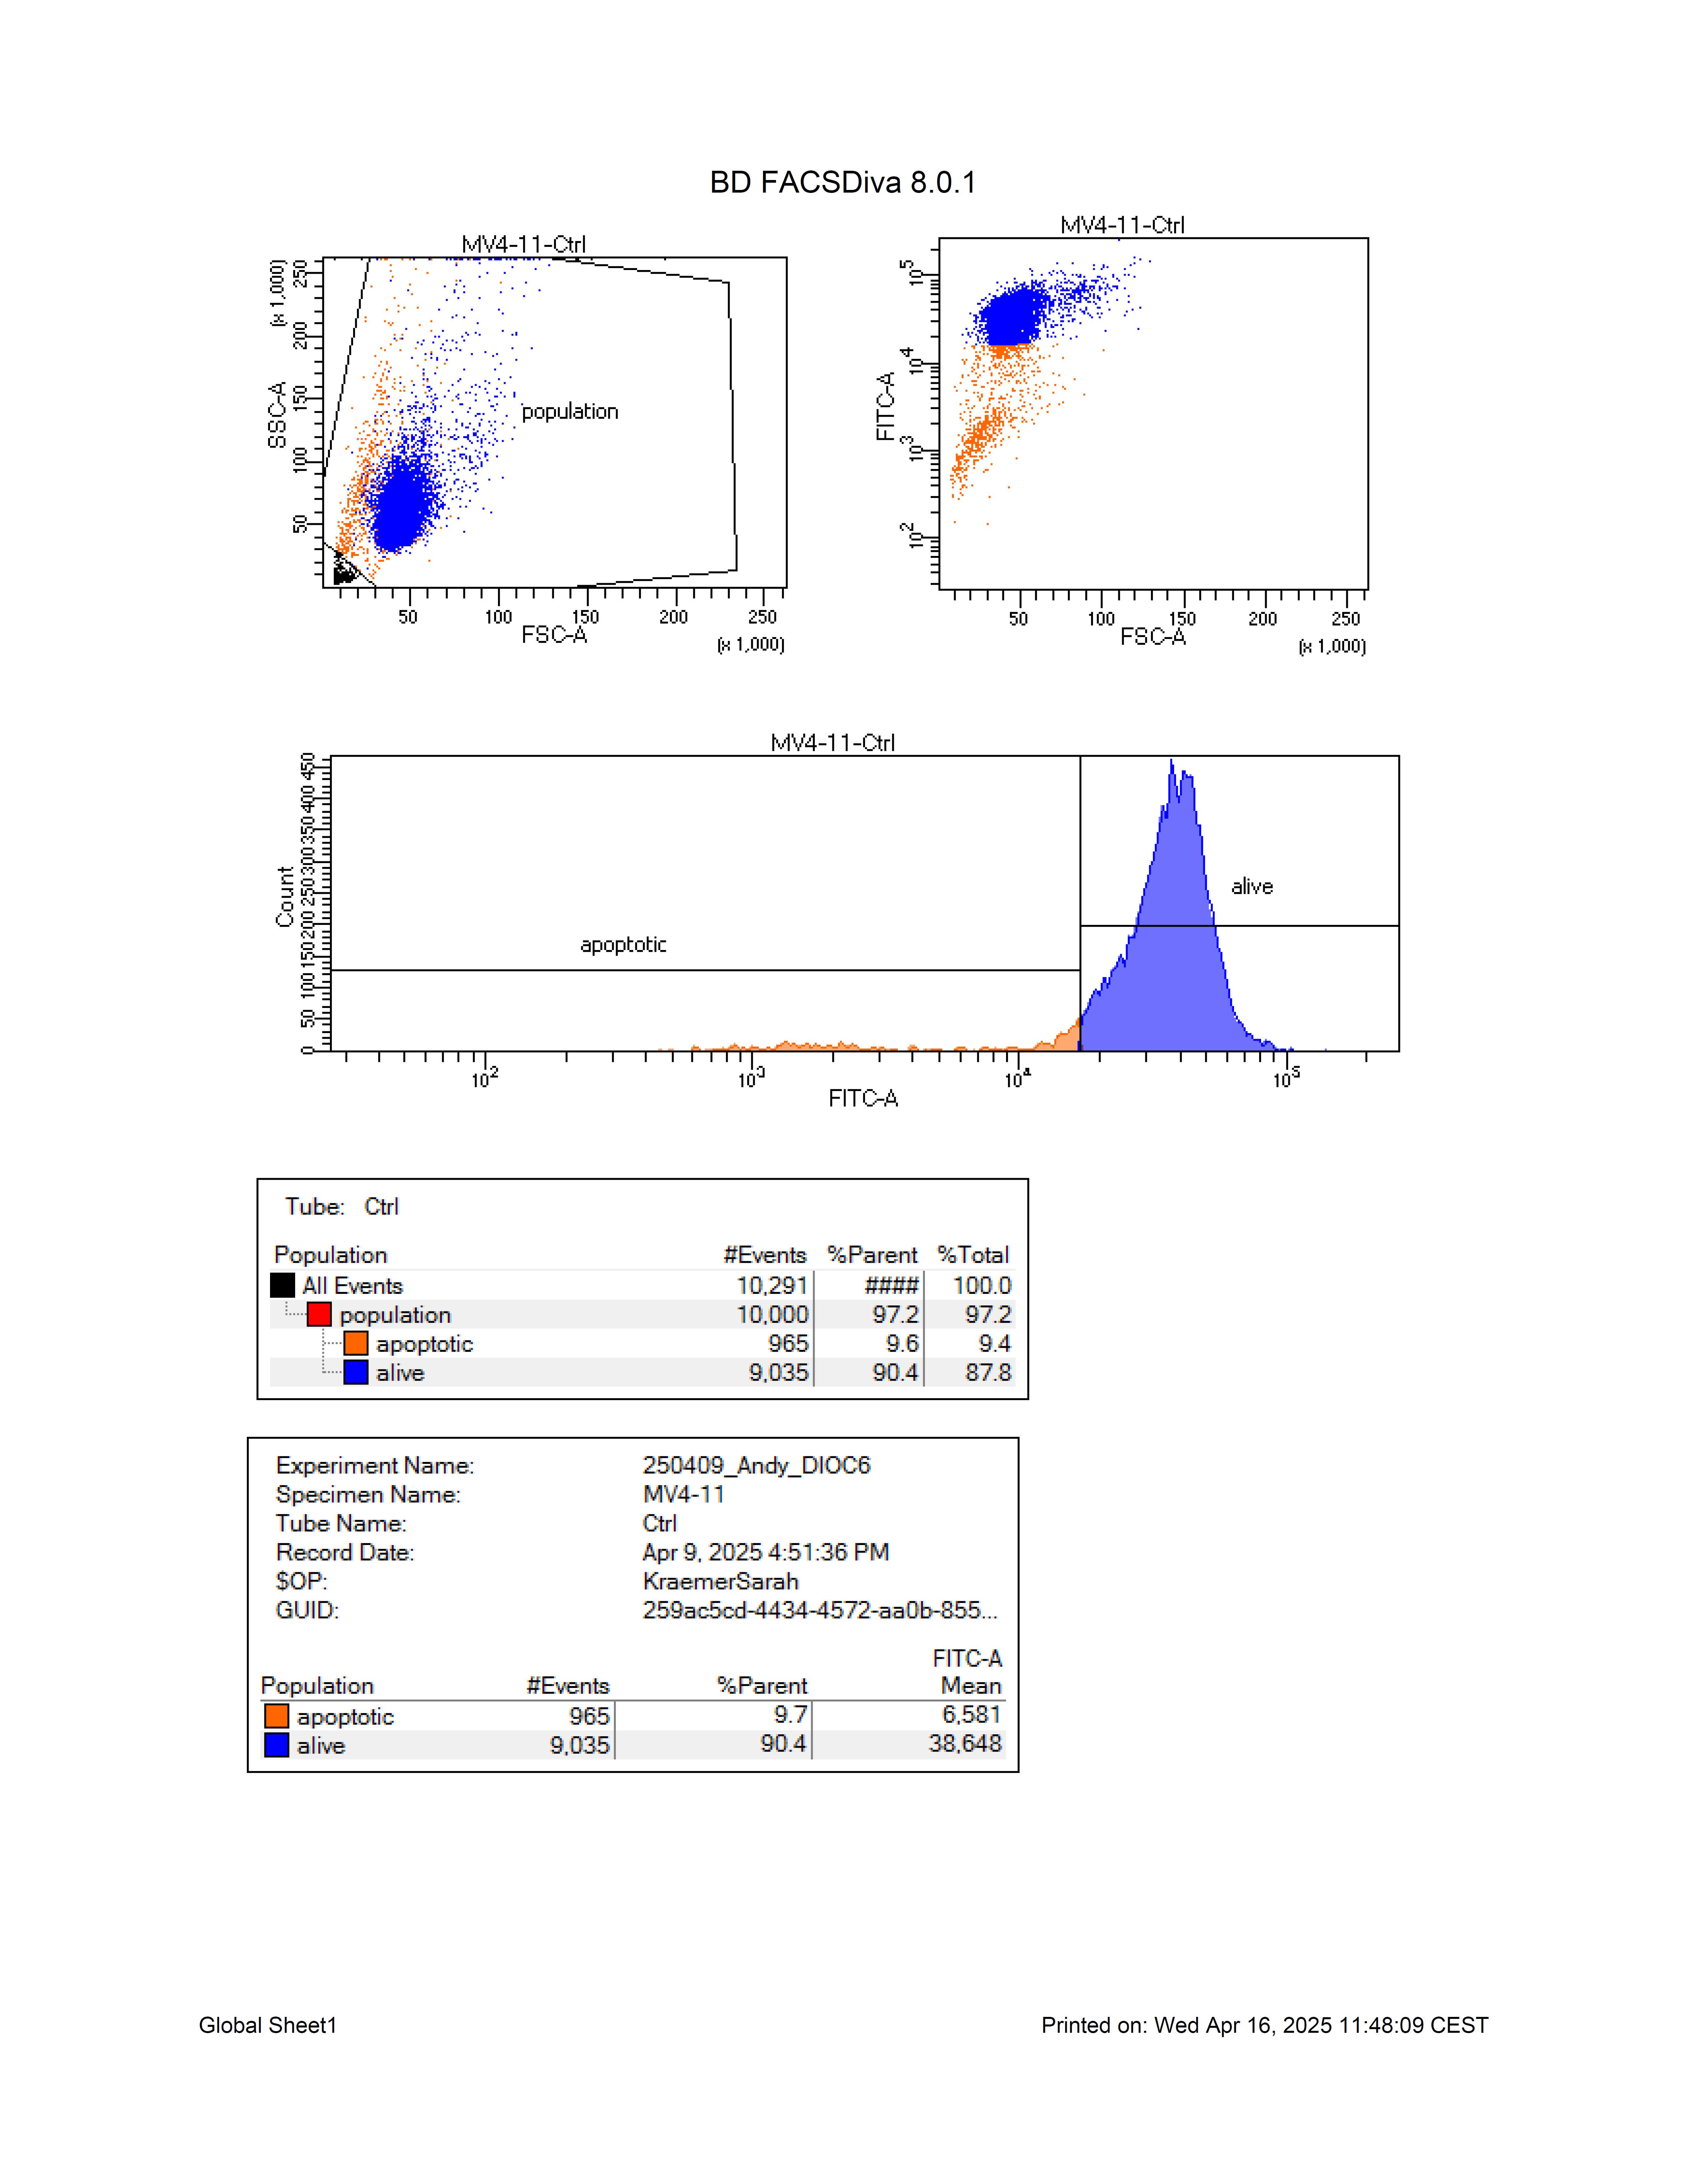 BD FACSDiva 8.0.1
MV4-11-Ctrl
SSC-A
(x 1,000)
50 100 150 200 250
population
50 100 150 200 250
FSC-A
(x 1,000)
MV4-11-Ctrl
FITC-A
10^2 10^3 10^4 10^5
50 100 150 200 250
FSC-A
(x 1,000)
MV4-11-Ctrl
Count
0 50 100 150 200 250 300 350 400 450
apoptotic
alive
10^2 10^3 10^4 10^5
FITC-A
Tube: Ctrl
Population #Events %Parent %Total
All Events 10,291 #### 100.0
population 10,000 97.2 97.2
apoptotic 965 9.6 9.4
alive 9,035 90.4 87.8
Experiment Name: 250409_Andy_DIOC6
Specimen Name: MV4-11
Tube Name: Ctrl
Record Date: Apr 9, 2025 4:51:36 PM
$OP: KraemerSarah
GUID: 259ac5cd-4434-4572-aa0b-855...
FITC-A
Population #Events %Parent Mean
apoptotic 965 9.7 6,581
alive 9,035 90.4 38,648
Global Sheet1
Printed on: Wed Apr 16, 2025 11:48:09 CEST